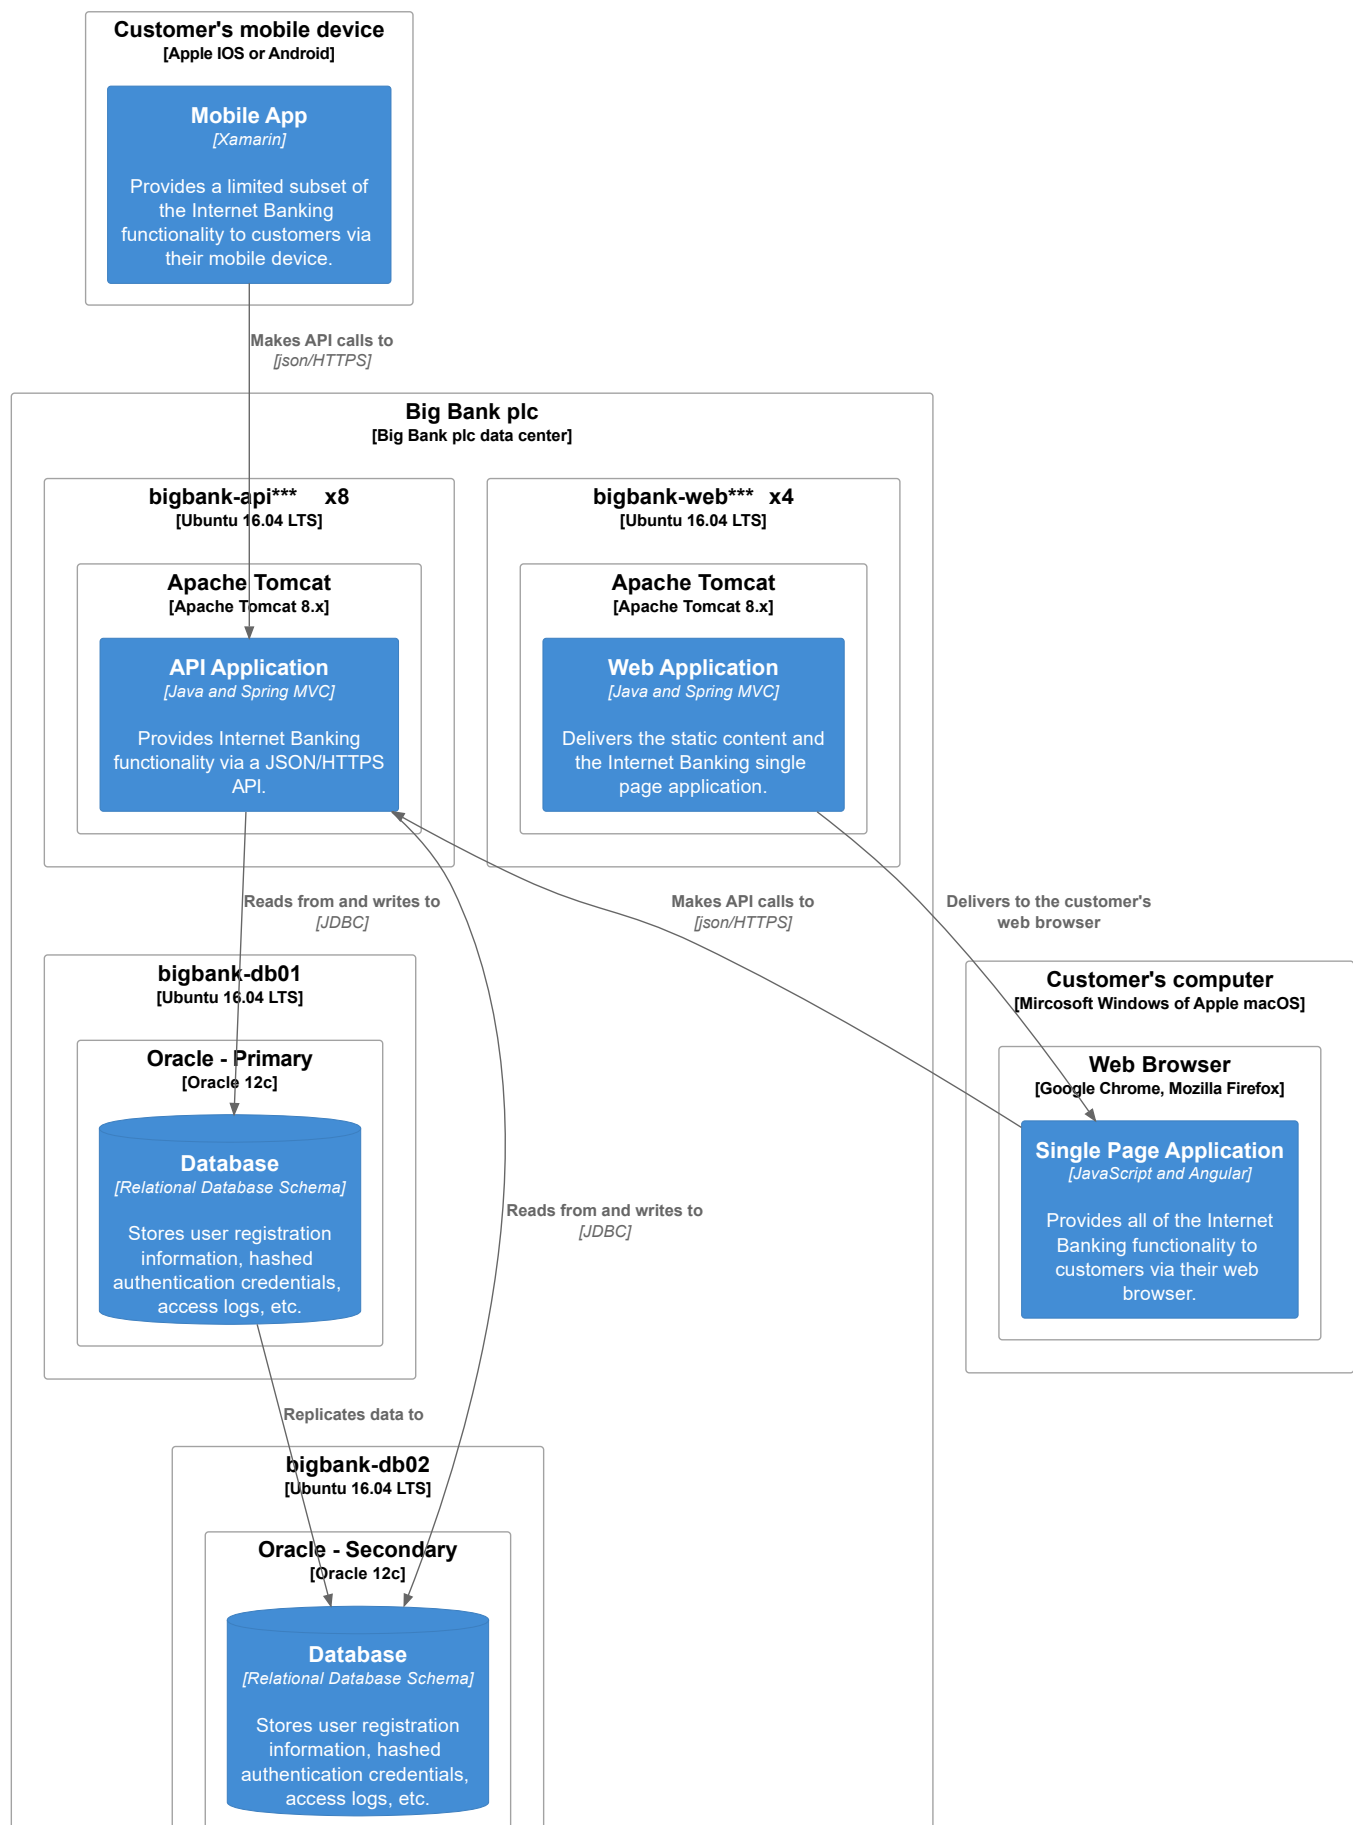 Customer's mobile device
[Apple IOS or Android]
Mobile App
[Xamarin]
Provides a limited subset of
the Internet Banking
functionality to customers via
their mobile device.
Makes API calls to
[json/HTTPS]
Big Bank plc
[Big Bank plc data center]
bigbank-api*** x8
[Ubuntu 16.04 LTS]
Apache Tomcat
[Apache Tomcat 8.x]
API Application
[Java and Spring MVC]
Provides Internet Banking
functionality via a JSON/HTTPS
API.
bigbank-web*** x4
[Ubuntu 16.04 LTS]
Apache Tomcat
[Apache Tomcat 8.x]
Web Application
[Java and Spring MVC]
Delivers the static content and
the Internet Banking single
page application.
Reads from and writes to
[JDBC]
Makes API calls to
[json/HTTPS]
Delivers to the customer's
web browser
bigbank-db01
[Ubuntu 16.04 LTS]
Oracle - Primary
[Oracle 12c]
Database
[Relational Database Schema]
Stores user registration
information, hashed
authentication credentials,
access logs, etc.
Customer's computer
[Mircosoft Windows of Apple macOS]
Web Browser
[Google Chrome, Mozilla Firefox]
Single Page Application
[JavaScript and Angular]
Provides all of the Internet
Banking functionality to
customers via their web
browser.
Reads from and writes to
[JDBC]
Replicates data to
bigbank-db02
[Ubuntu 16.04 LTS]
Oracle - Secondary
[Oracle 12c]
Database
[Relational Database Schema]
Stores user registration
information, hashed
authentication credentials,
access logs, etc.